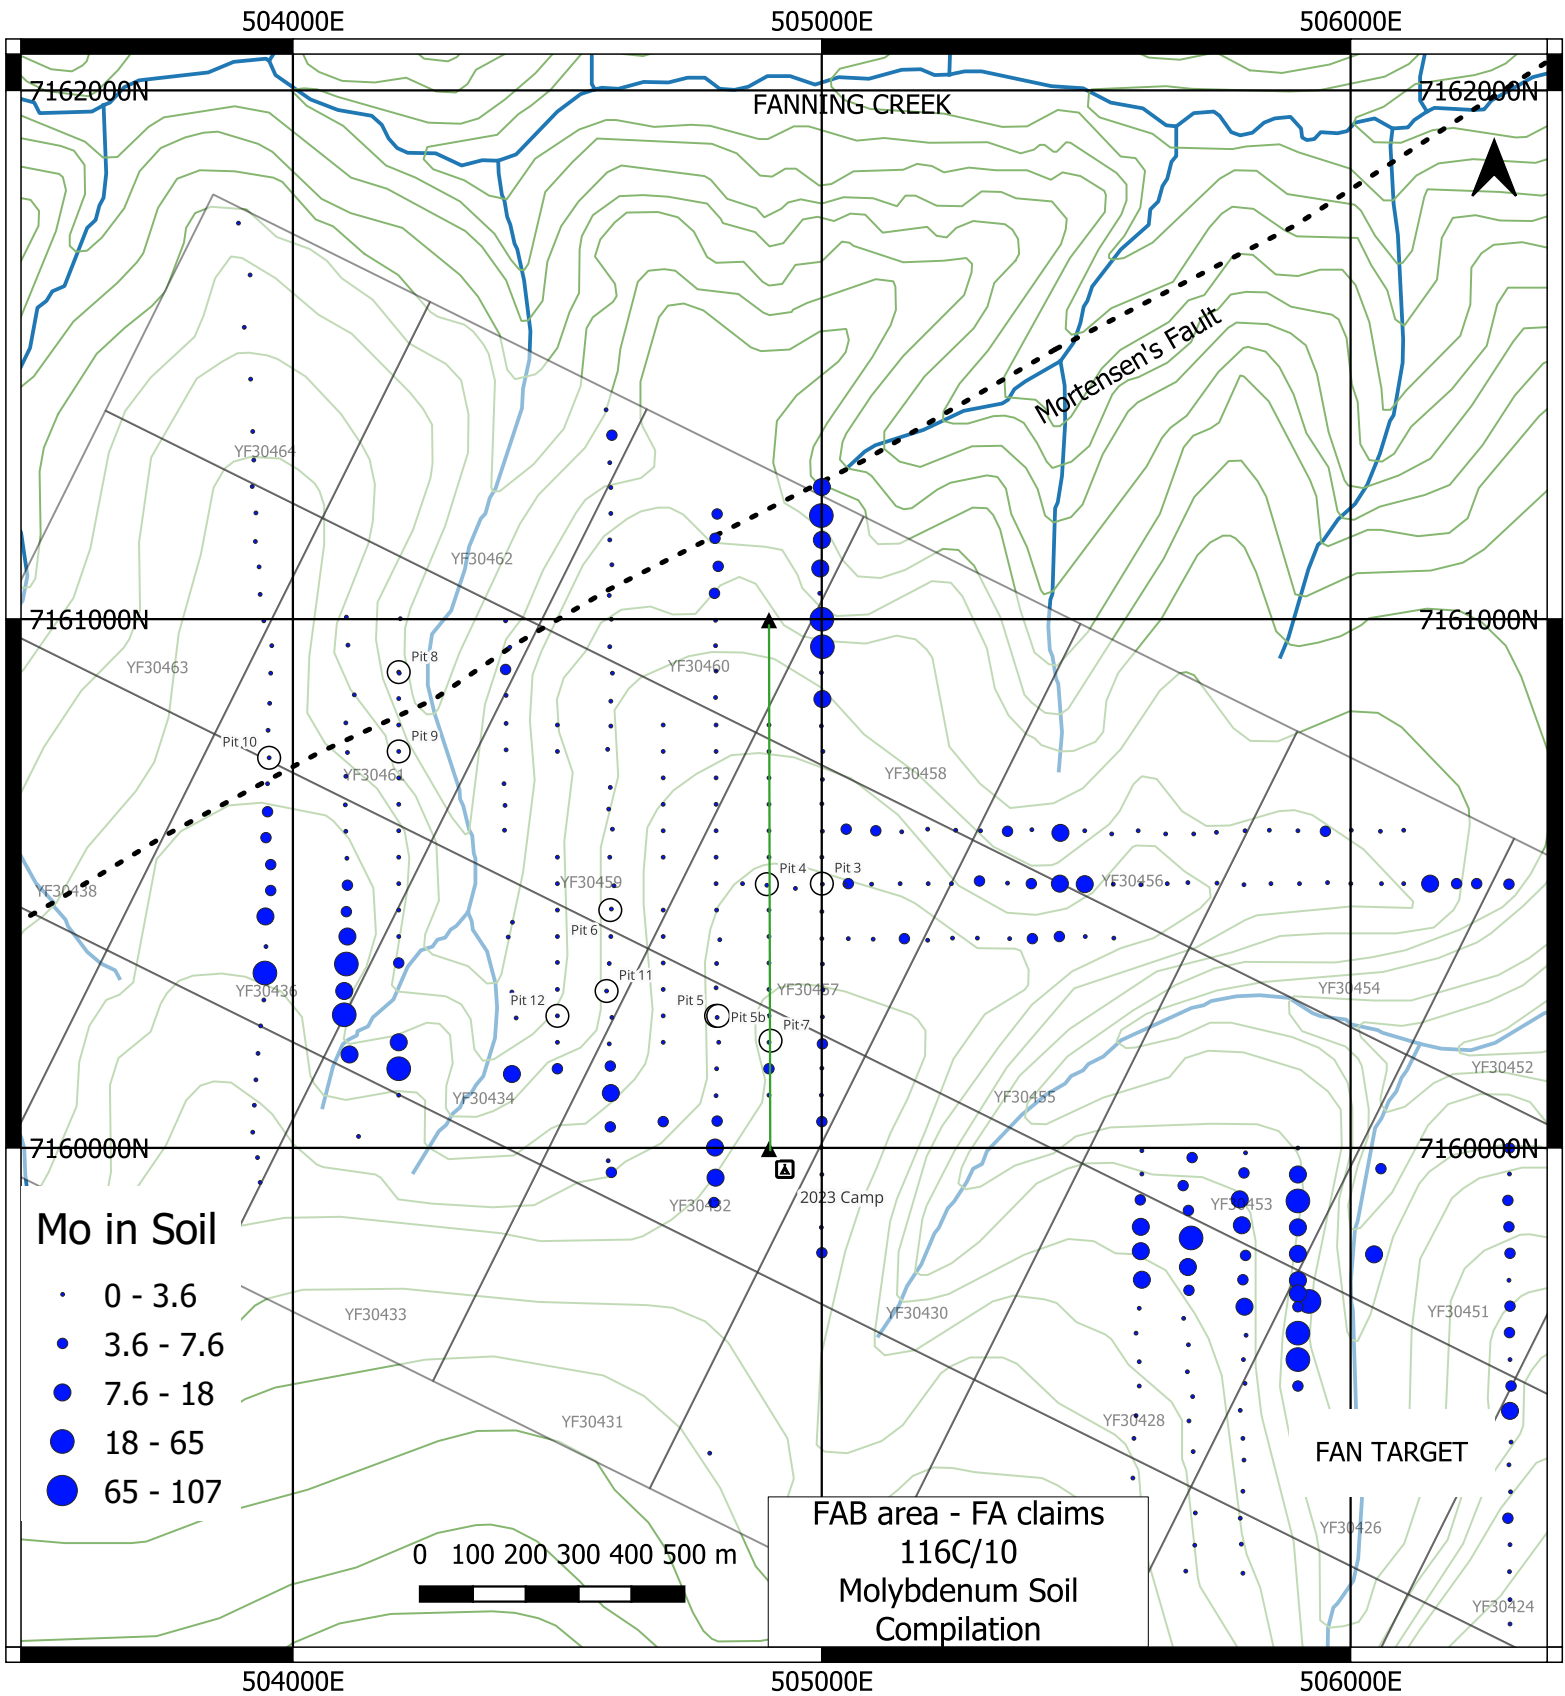 504000E 505000E 506000E
7162000N 7162000N
FANNING CREEK
Mortensen's Fault
YF30464
YF30462
7161000N 7161000N
YF30463 Pit 8 YF30460
Pit 10 Pit 9
YF30461 YF30458
Pit 4 Pit 3
YF30438 YF30459 YF30456
Pit 6
Pit 11
YF30436 YF30457 YF30454
Pit 12 Pit 5
Pit 5b
Pit 7
YF30452
YF30434 YF30455
7160000N 7160000N
2023 Camp
YF30432 YF30453
Mo in Soil
0 - 3.6
3.6 - 7.6
7.6 - 18
18 - 65
65 - 107
YF30433 YF30430 YF30451
YF30431 YF30428
FAN TARGET
YF30426
0 100 200 300 400 500 m
FAB area - FA claims
116C/10
Molybdenum Soil
Compilation
YF30424
504000E 505000E 506000E